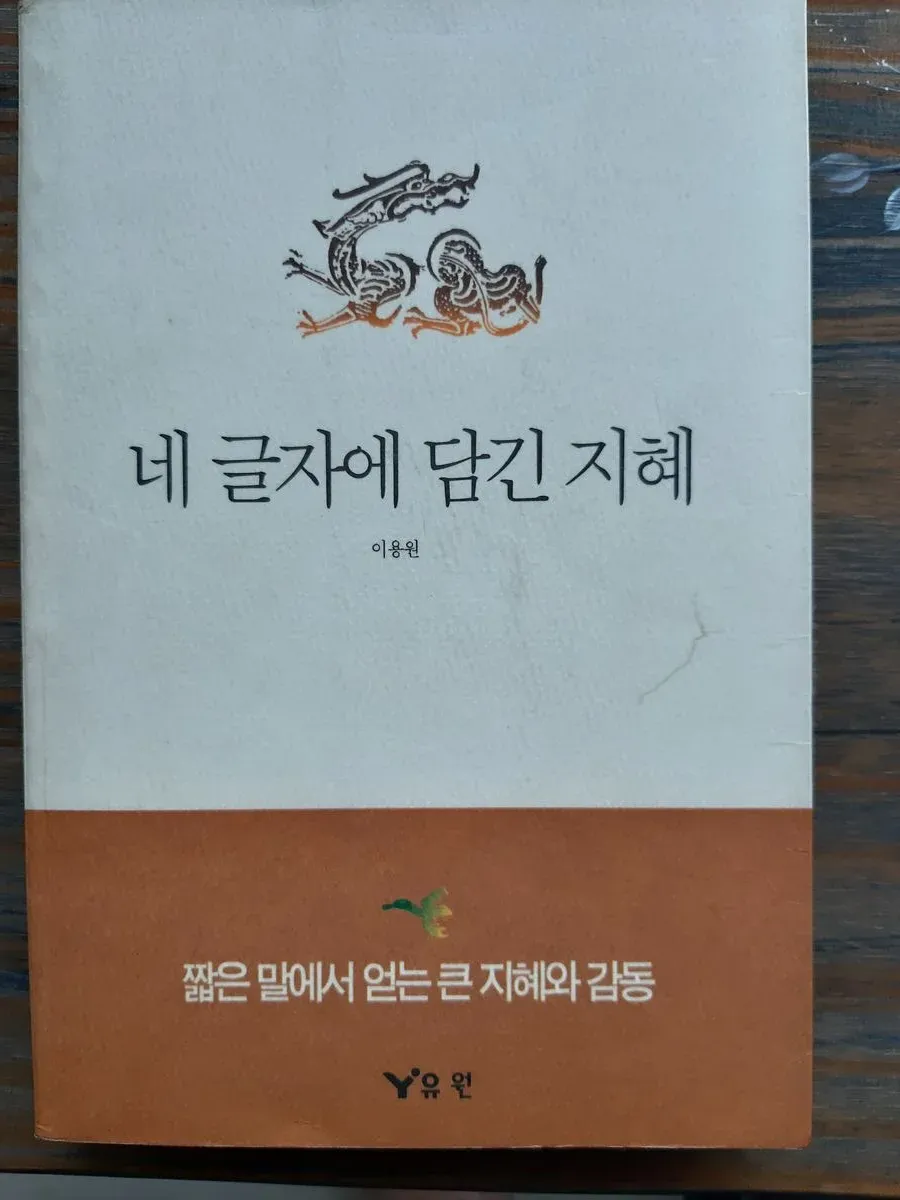 네 글자에 담긴 지혜
이용원
짧은 말에서 얻는 큰 지혜와 감동
Y유원